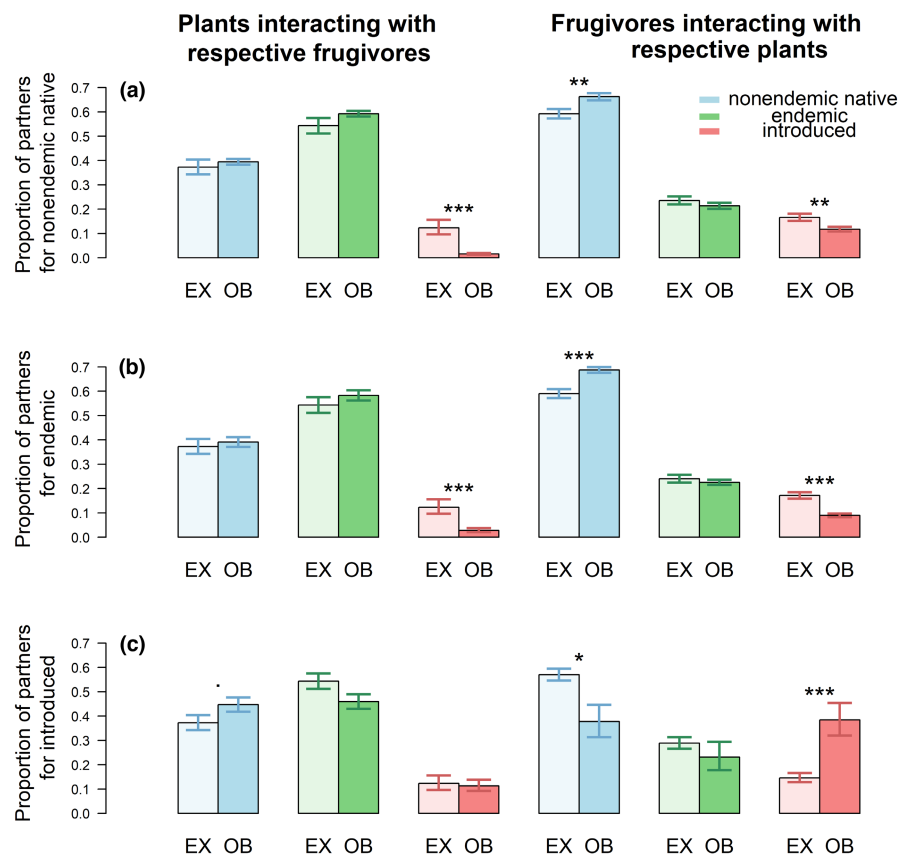 Plants interacting with
respective frugivores
Frugivores interacting with
respective plants
(a)
Proportion of partners
for nonendemic native
0.7
0.6
0.5
0.4
0.3
0.2
0.1
0.0
***
**
**
nonendemic native
endemic
introduced
EX OB EX OB EX OB EX OB EX OB EX OB
(b)
Proportion of partners
for endemic
0.7
0.6
0.5
0.4
0.3
0.2
0.1
0.0
***
***
***
EX OB EX OB EX OB EX OB EX OB EX OB
(c)
Proportion of partners
for introduced
0.7
0.6
0.5
0.4
0.3
0.2
0.1
0.0
.
*
***
EX OB EX OB EX OB EX OB EX OB EX OB